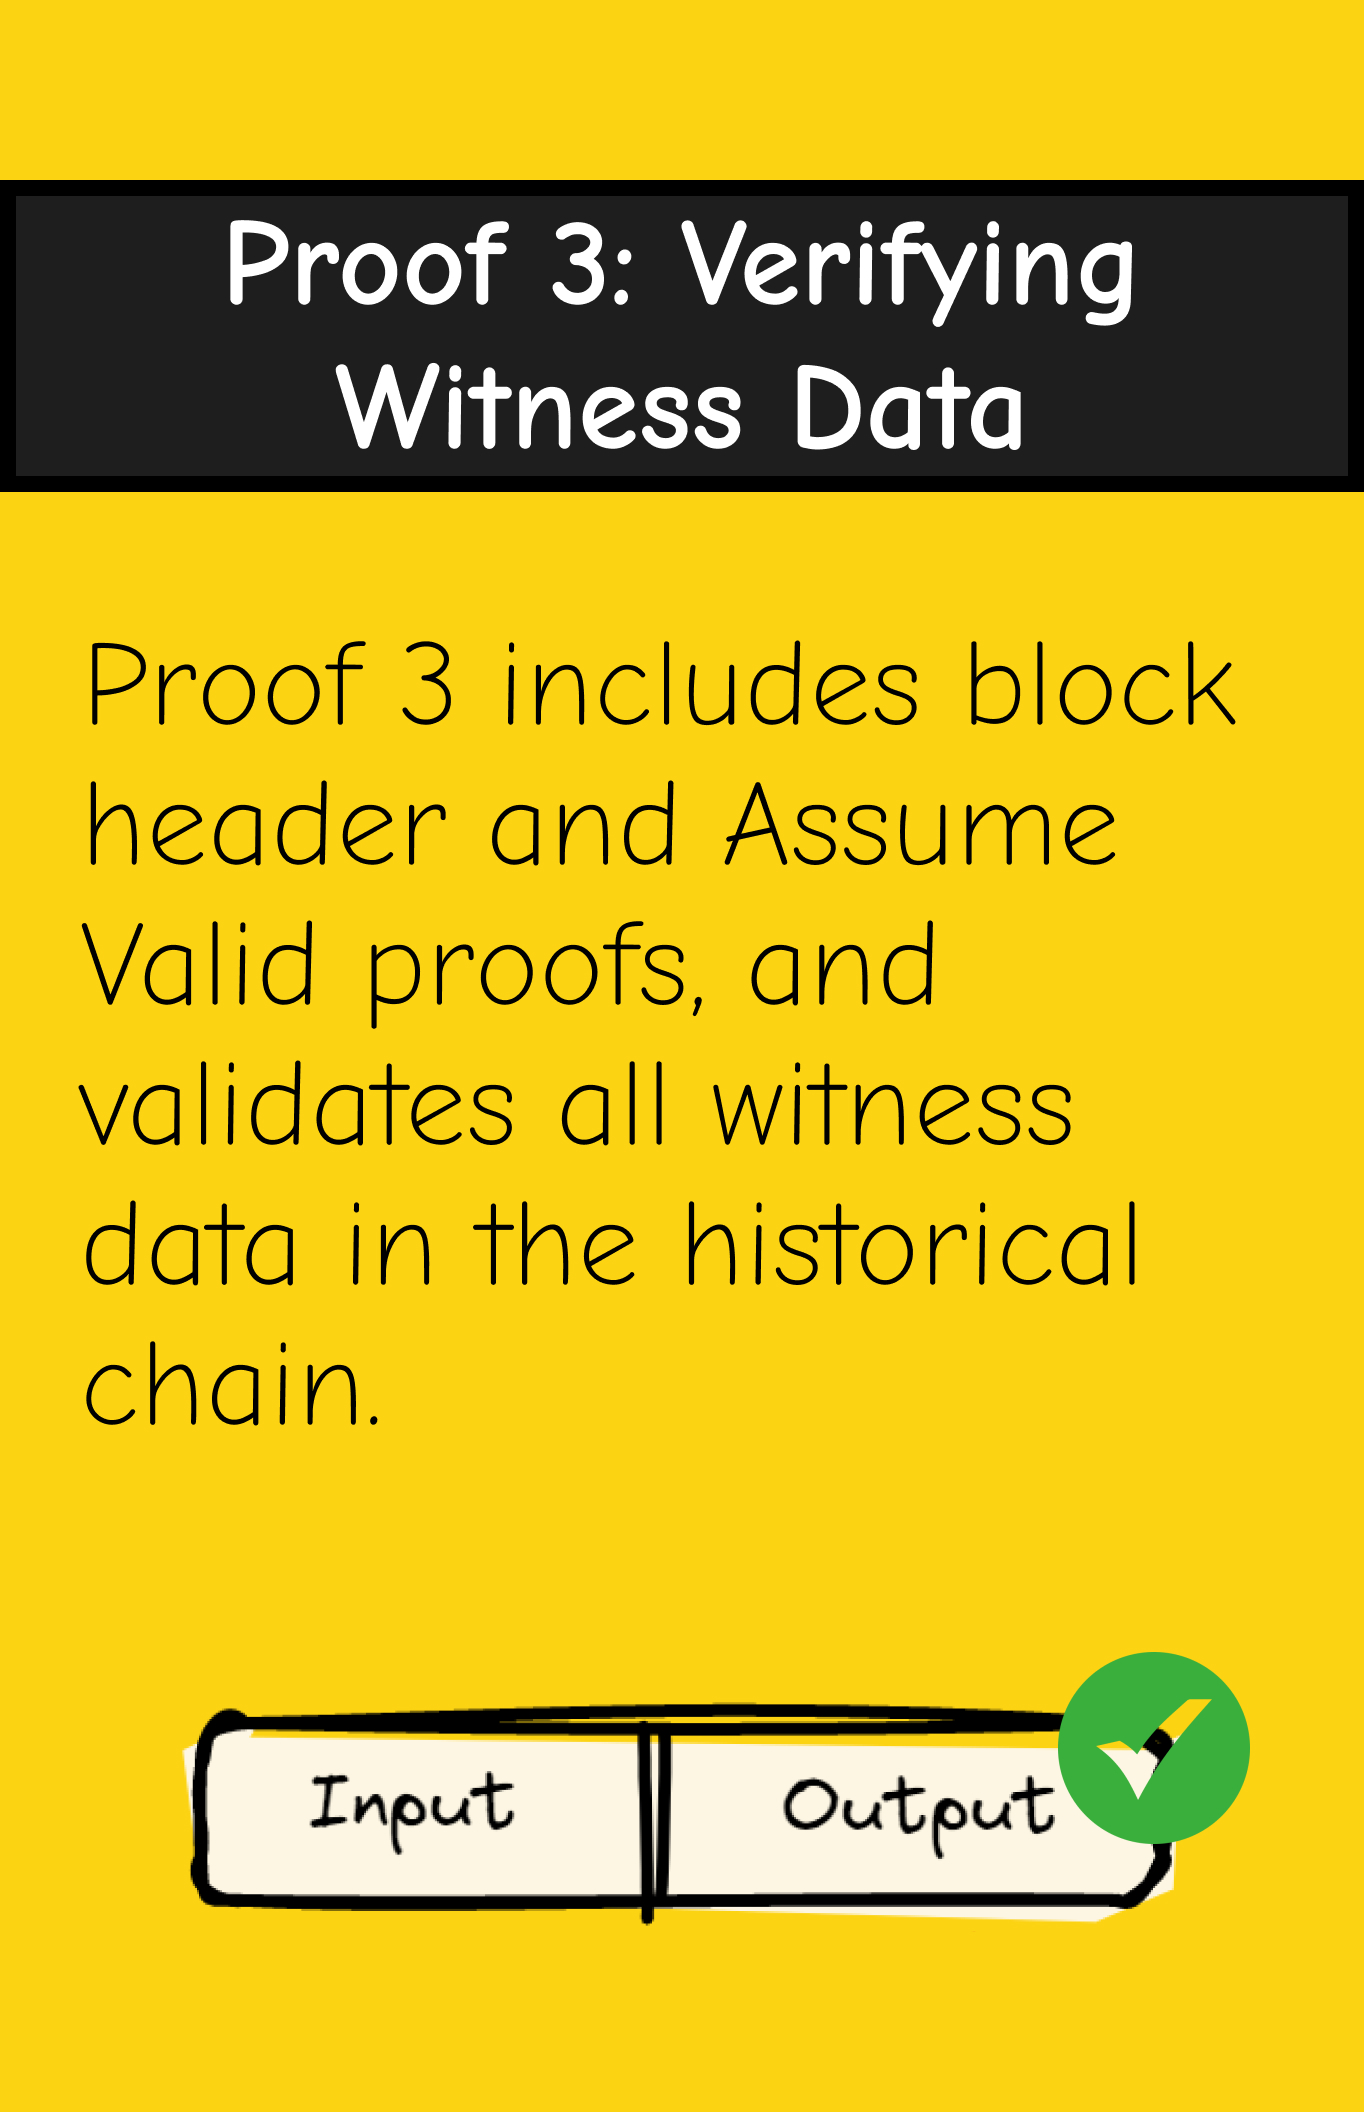 Proof 3: Verifying
Witness Data
Proof 3 includes block
header and Assume
Valid proofs, and
validates all witness
data in the historical
chain.
Input
Output